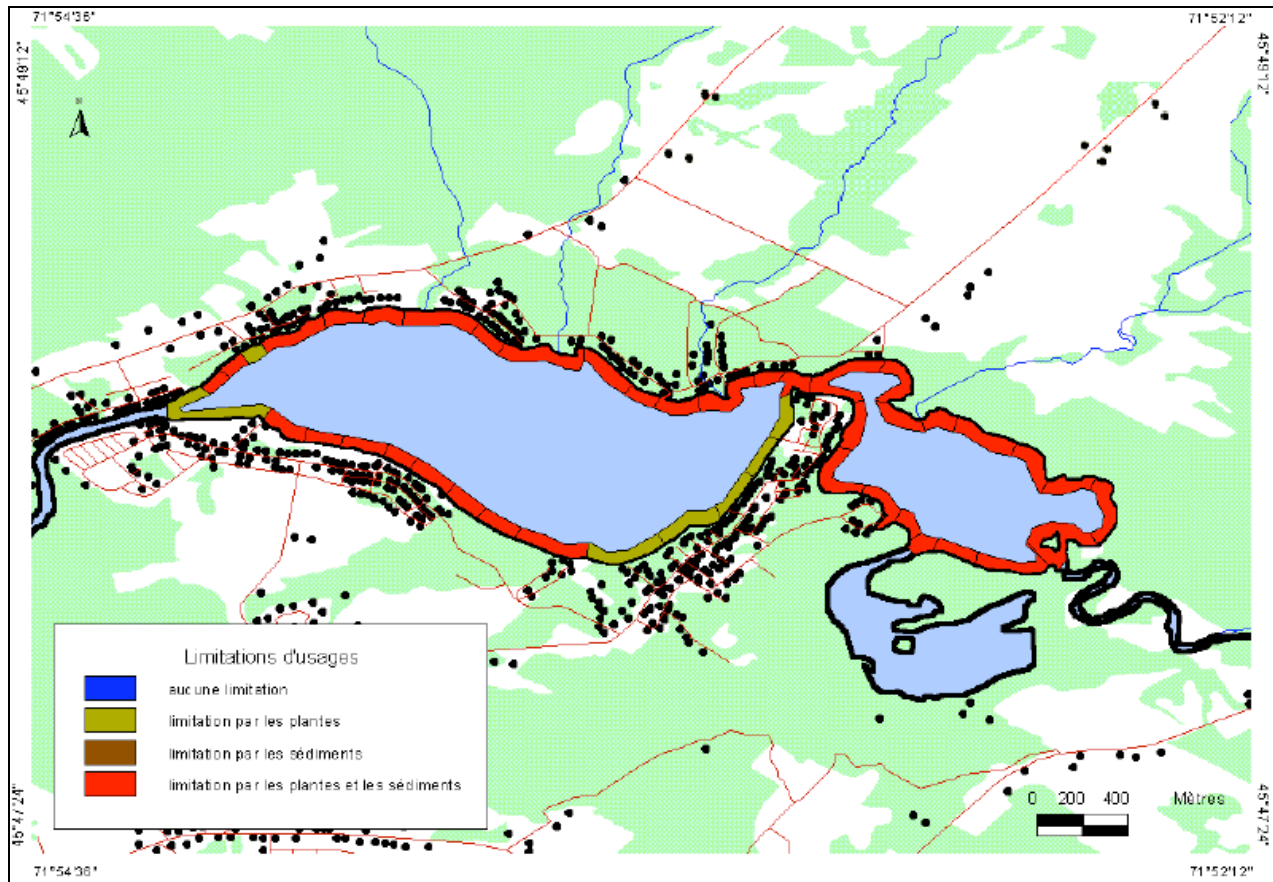 71°54'36"
71°52'12"
45°49'12"
45°49'12"
Limitations d'usages
aucune limitation
limitation par les plantes
limitation par les sédiments
limitation par les plantes et les sédiments
0 200 400 Mètres
45°47'24"
45°47'24"
71°54'36"
71°52'12"